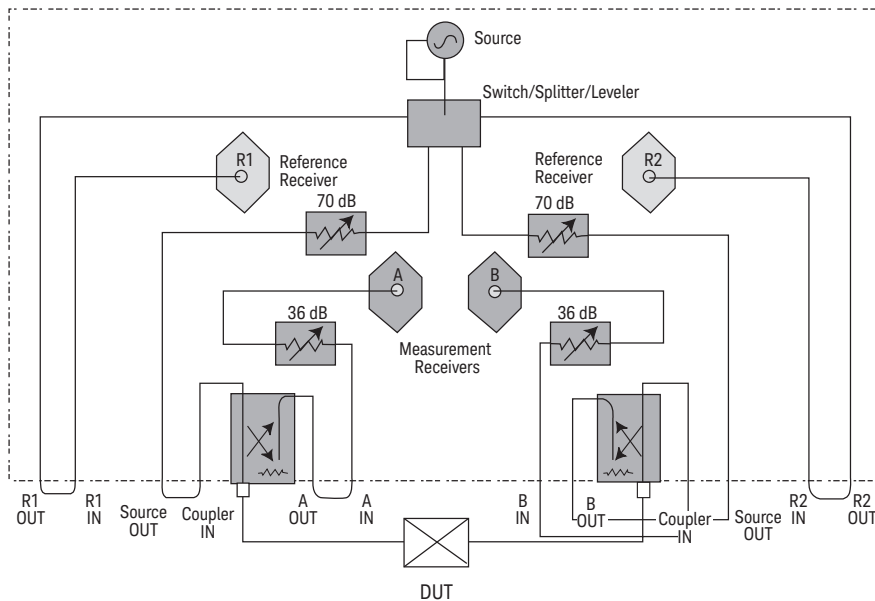 Source
Switch/Splitter/Leveler
R1
Reference
Receiver
Reference
Receiver
R2
70 dB
70 dB
A
B
36 dB
36 dB
Measurement
Receivers
R1
OUT
R1
IN
Source
OUT
Coupler
IN
A
OUT
A
IN
B
IN
B
OUT
Coupler
IN
Source
OUT
R2
IN
R2
OUT
DUT